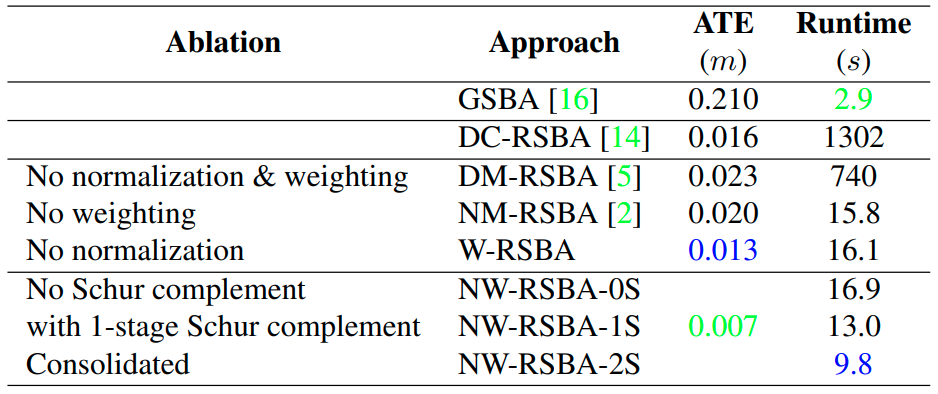 Ablation Approach ATE (m) Runtime (s)
GSBA [16] 0.210 2.9
DC-RSBA [14] 0.016 1302
No normalization & weighting DM-RSBA [5] 0.023 740
No weighting NM-RSBA [2] 0.020 15.8
No normalization W-RSBA 0.013 16.1
No Schur complement NW-RSBA-0S 16.9
with 1-stage Schur complement NW-RSBA-1S 0.007 13.0
Consolidated NW-RSBA-2S 9.8